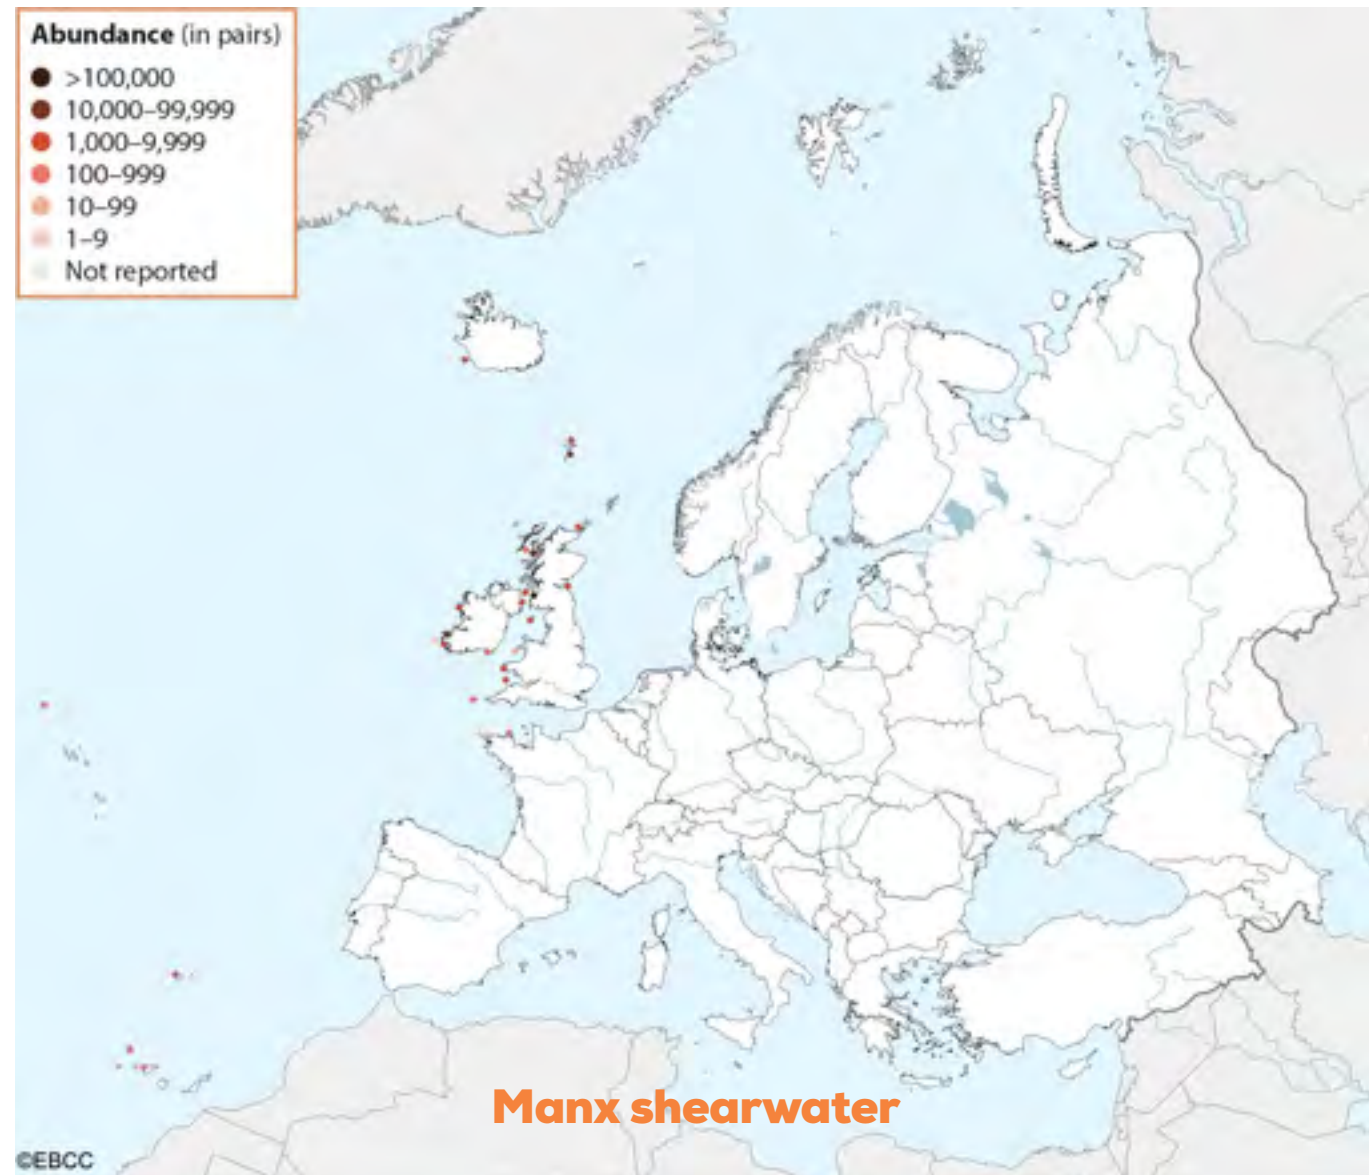 Abundance (in pairs)
>100,000
10,000–99,999
1,000–9,999
100–999
10–99
1–9
Not reported
Manx shearwater
©EBCC